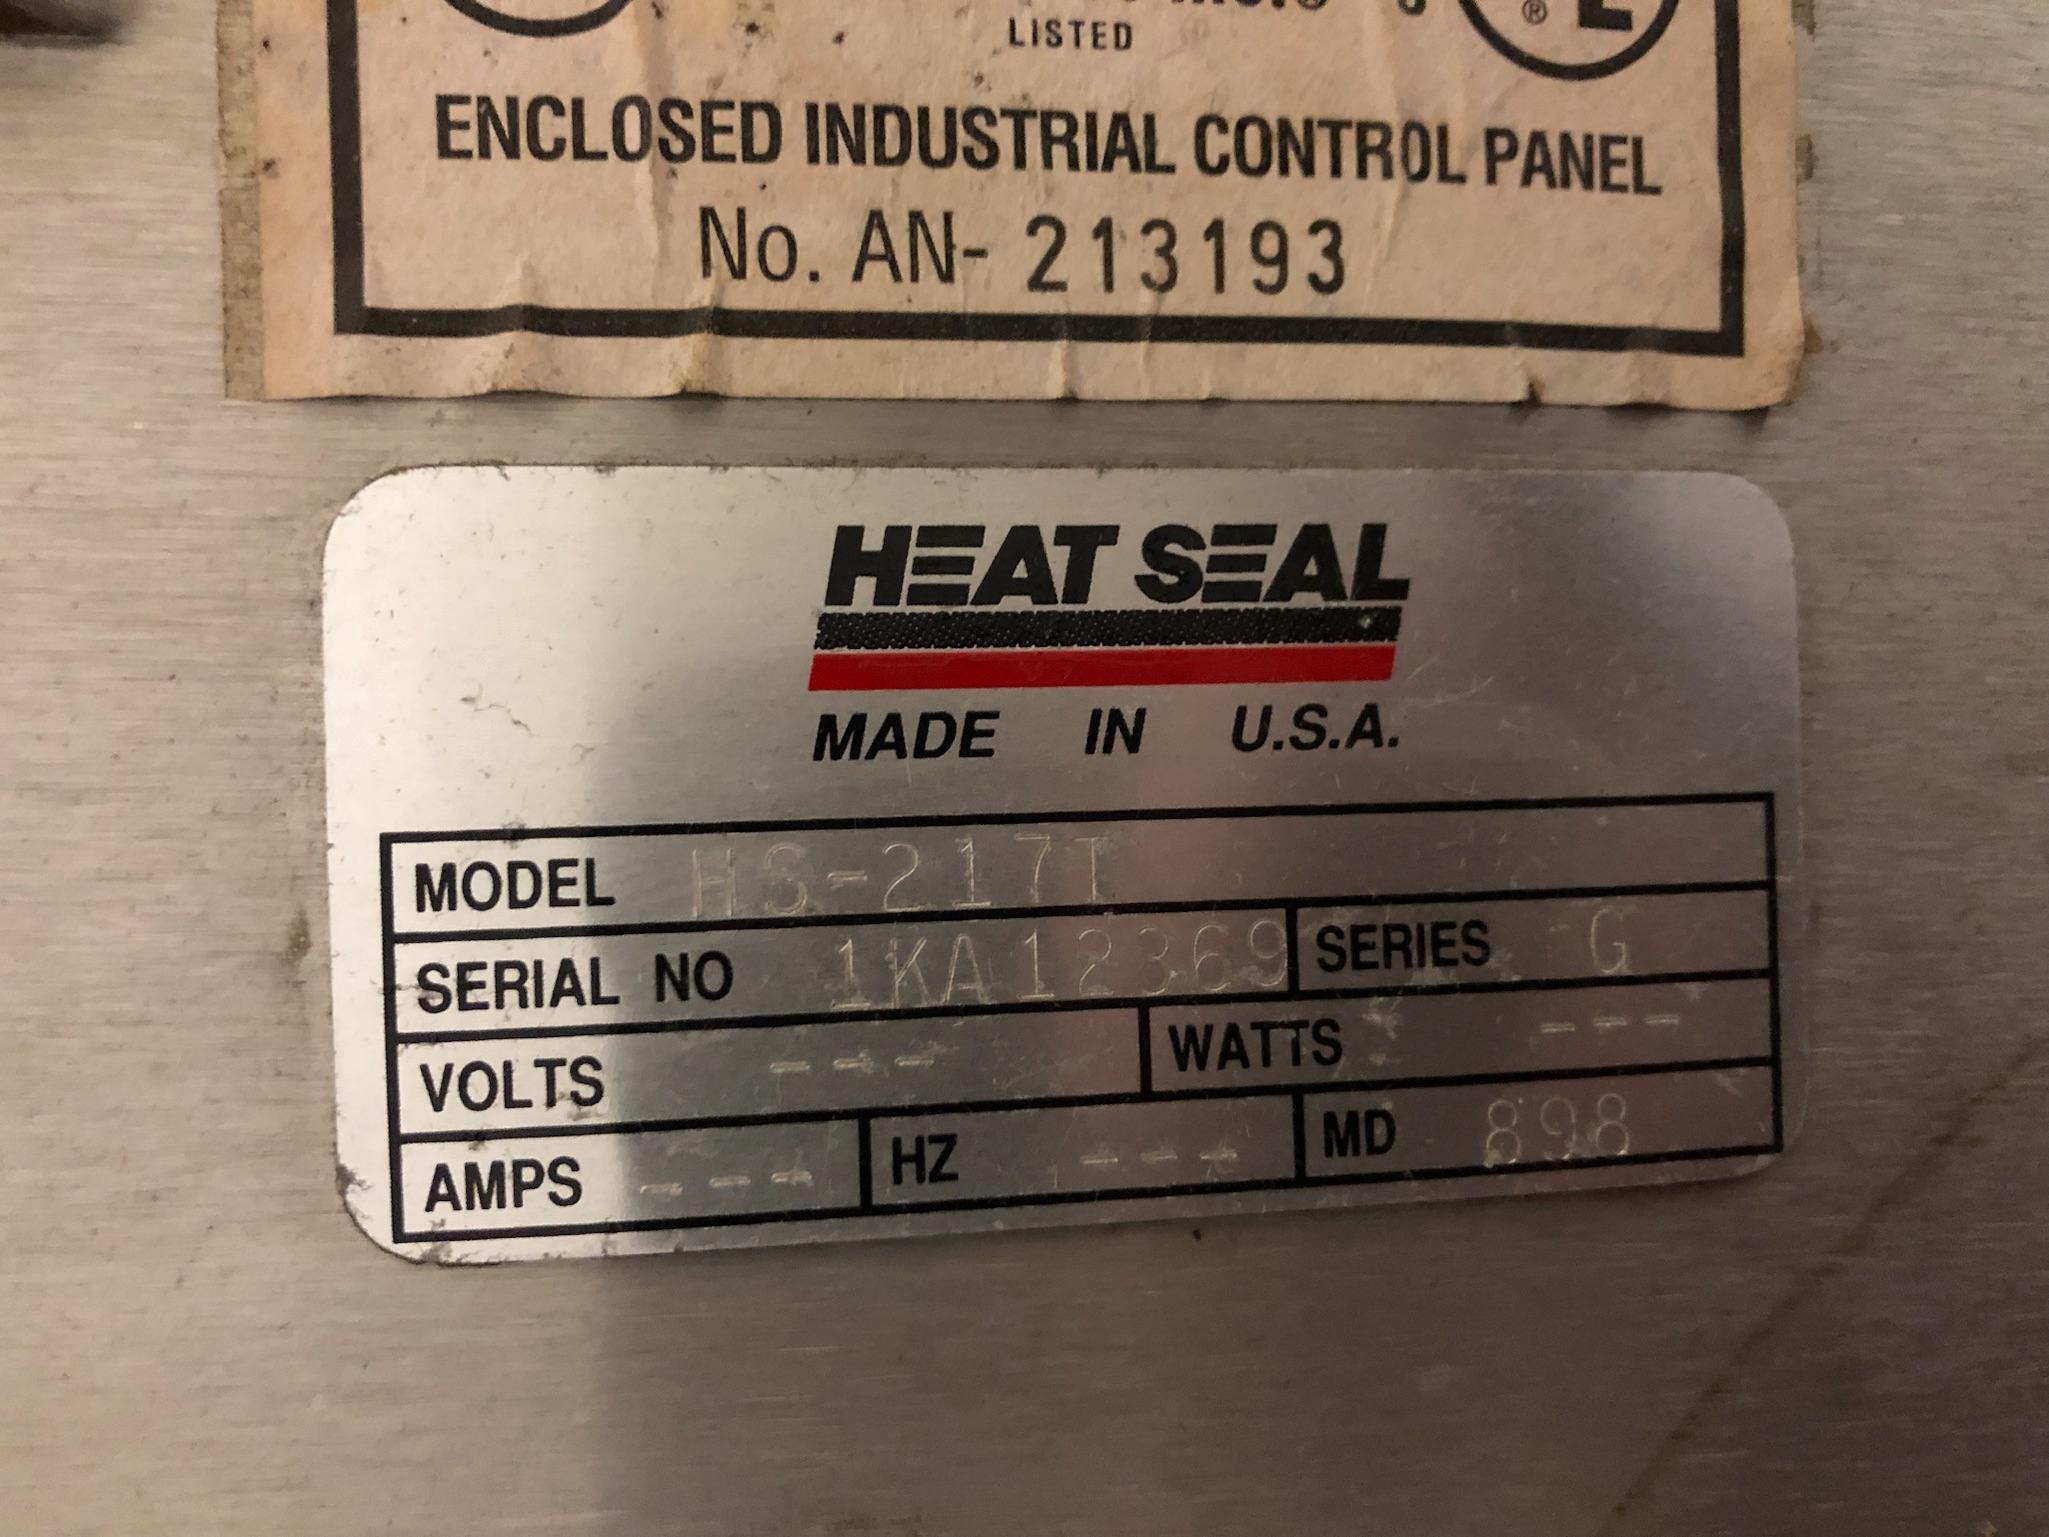 LISTED
ENCLOSED INDUSTRIAL CONTROL PANEL
No. AN- 213193
HEAT SEAL
MADE IN U.S.A.
MODEL HS-217T
SERIAL NO 1KA12369 SERIES G
VOLTS --- WATTS ---
AMPS --- HZ --- MD 898